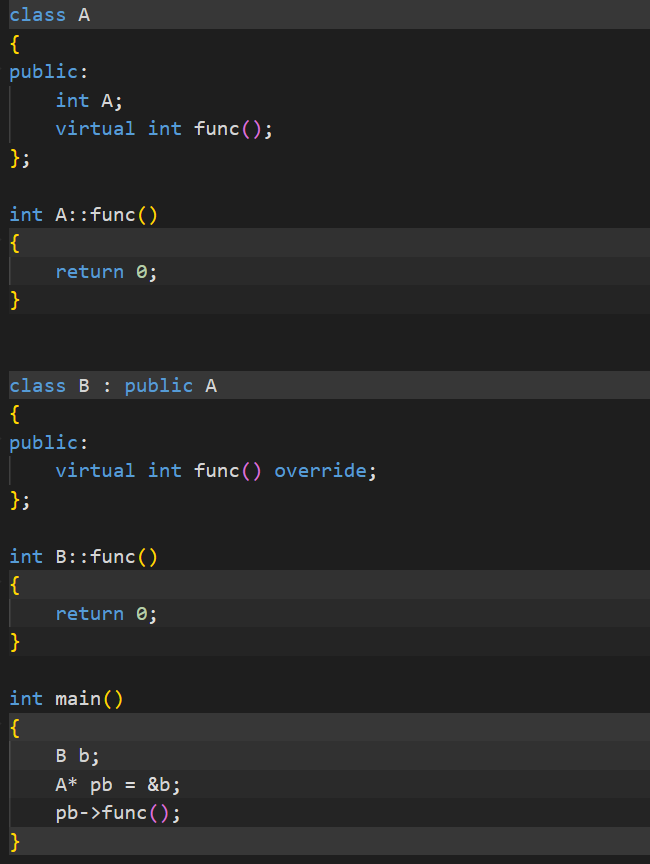 class A
{
public:
    int A;
    virtual int func();
};

int A::func()
{
    return 0;
}


class B : public A
{
public:
    virtual int func() override;
};

int B::func()
{
    return 0;
}

int main()
{
    B b;
    A* pb = &b;
    pb->func();
}